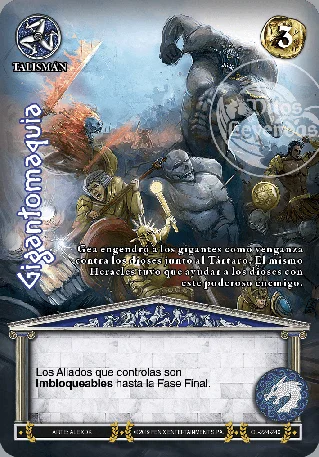 TALISMAN
3
Gigantomaquia
Gea engendró a los gigantes como venganza
contra los dioses junto al Tártaro. El mismo
Heracles tuvo que ayudar a los dioses con
este poderoso enemigo.
Los Aliados que controlas son
Imbloqueables hasta la Fase Final.